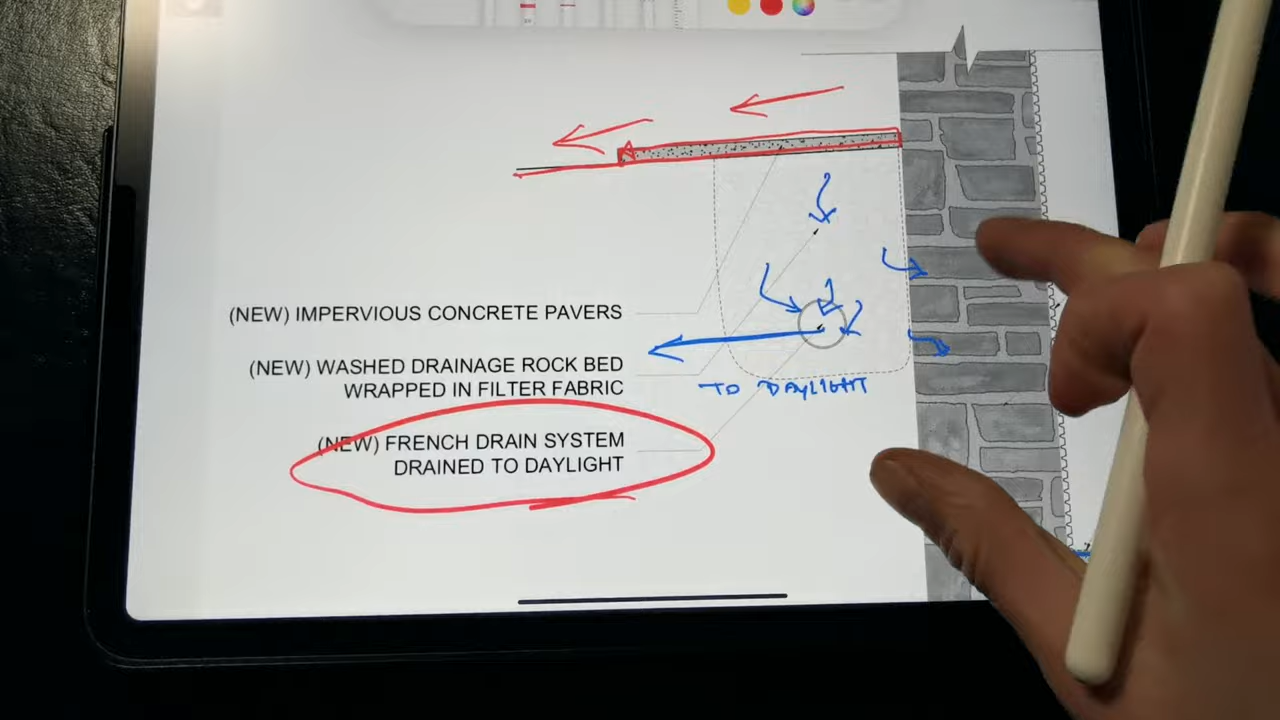 (NEW) IMPERVIOUS CONCRETE PAVERS
(NEW) WASHED DRAINAGE ROCK BED
WRAPPED IN FILTER FABRIC
TO DAYLIGHT
(NEW) FRENCH DRAIN SYSTEM
DRAINED TO DAYLIGHT